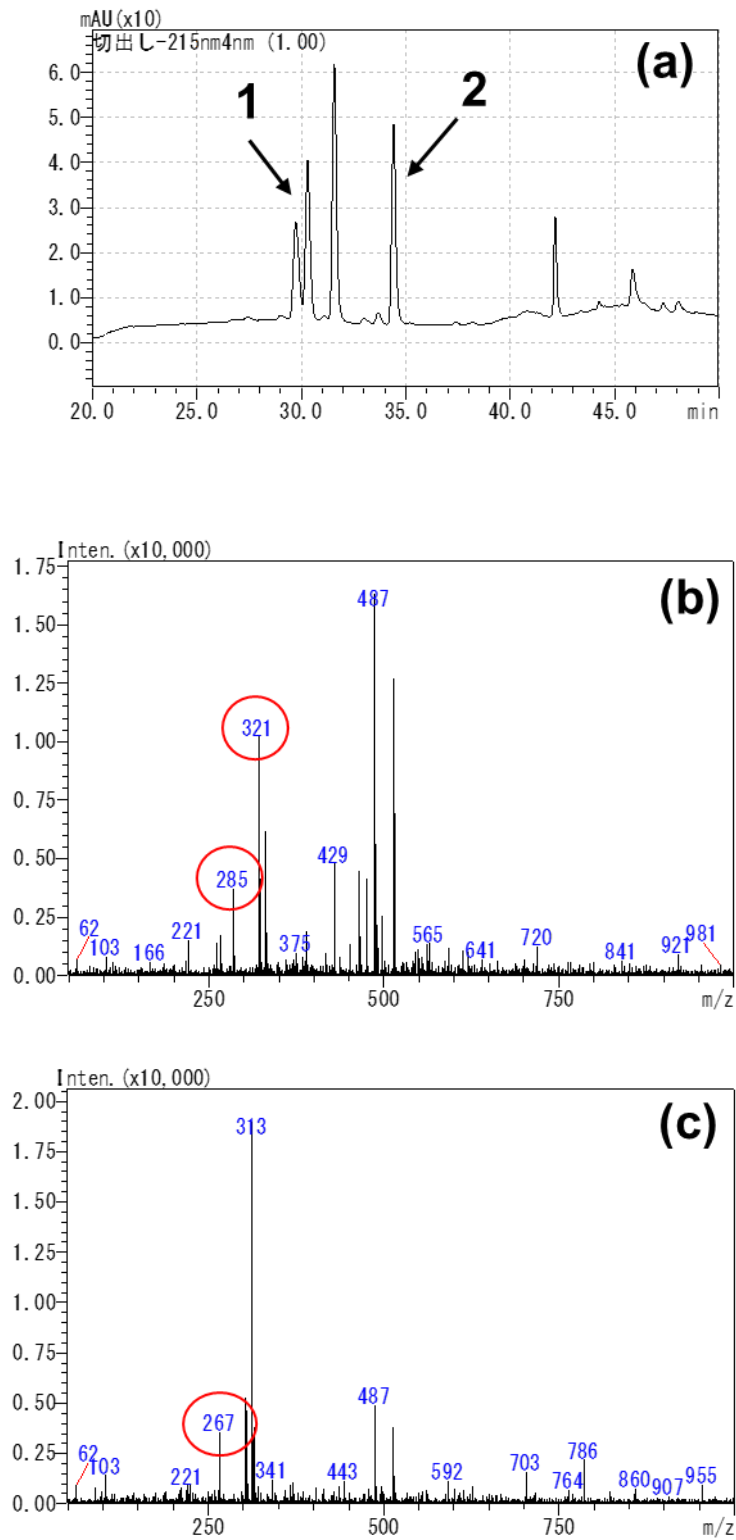 mAU(x10)
切出し-215nm4nm (1.00)
(a)
1
2
6.0
5.0
4.0
3.0
2.0
1.0
0.0
20.0 25.0 30.0 35.0 40.0 45.0 min
Inten.(x10,000)
1.75
(b)
487
1.50
1.25
321
1.00
0.75
0.50
429
285
0.25
62 103 166 221 375 565 641 720 841 921 981
0.00
250 500 750 m/z
Inten.(x10,000)
2.00
(c)
313
1.75
1.50
1.25
1.00
0.75
0.50
487
267
0.25
62 103 221 341 443 592 703 764 786 860 907 955
0.00
250 500 750 m/z